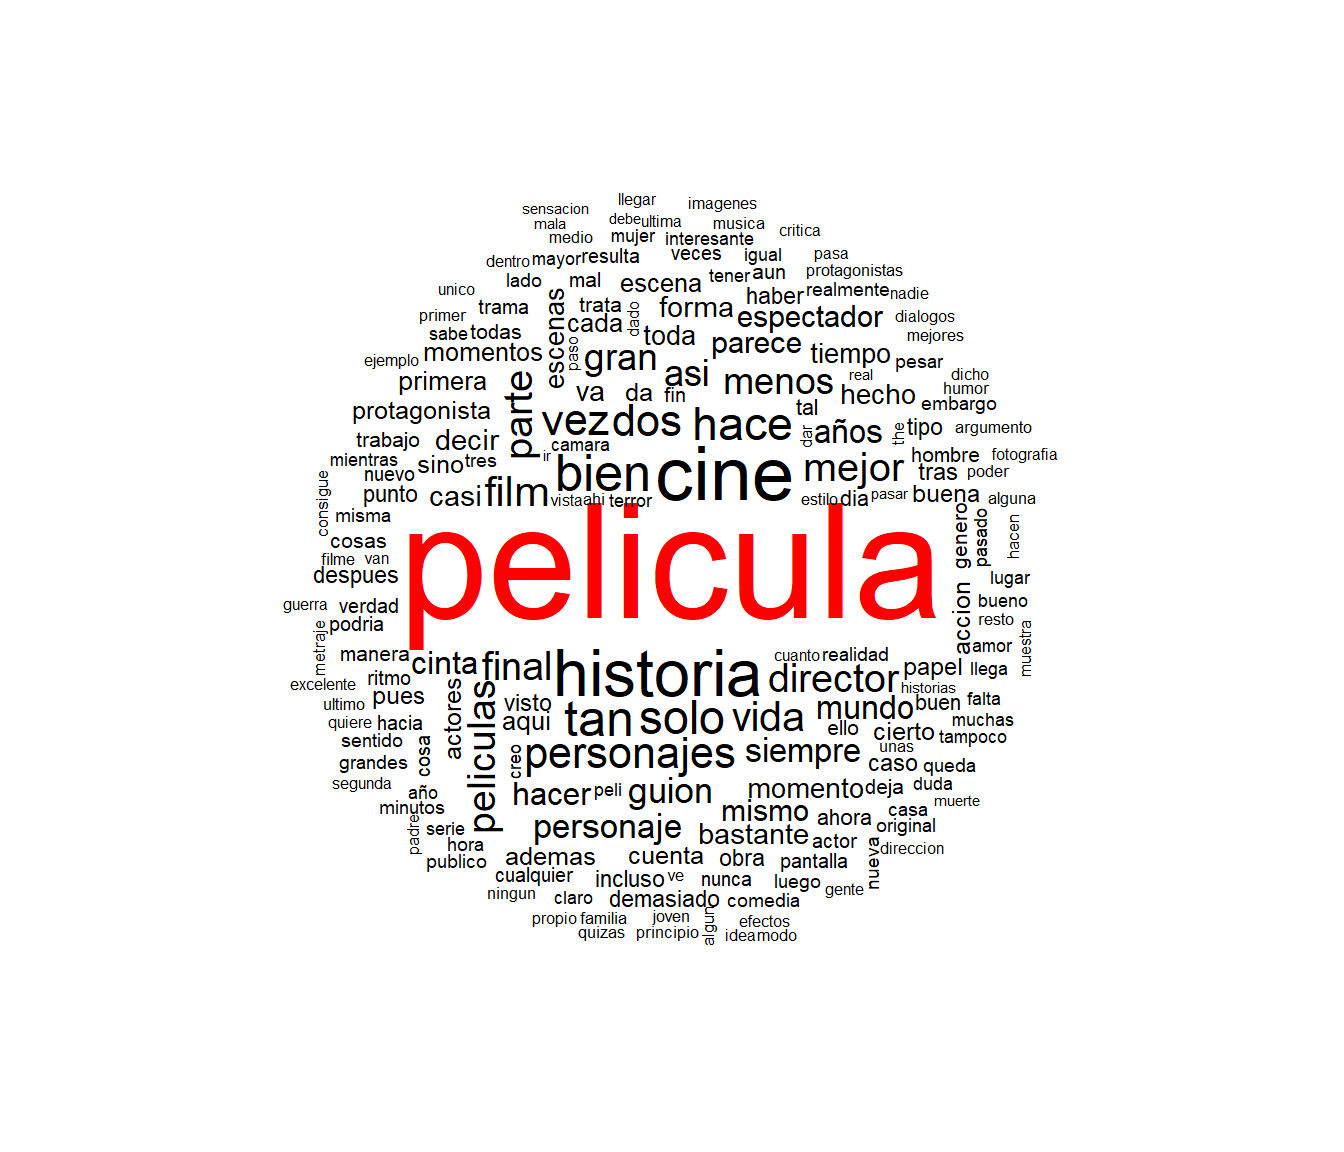 llegar
imagenes
sensacion
debe ultima
musica
mala
critica
medio
mujer
interesante
dentro
mayor
resulta
veces
igual
pasa
unico
lado
mal
escena
tener
aun
protagonistas
primer
trama
escenas
trata
dado
forma
haber
realmente
nadie
sabe
todas
cada
toda
espectador
dialogos
ejemplo
momentos
paso
gran
parece
tiempo
mejores
pesar
primera
parte
va
da
fin
asi
menos
real
hecho
dicho
humor
embargo
protagonista
vez
dos
hace
tal
dar
años
the
tipo
argumento
trabajo
decir
ir
camara
bien
cine
mejor
hombre
fotografia
mientras
nuevo
sino
tres
tras
poder
consigue
punto
casi
film
vista
ahi
terror
estilo
dia
pasar
buena
alguna
misma
pelicula
genero
pasado
hacen
cosas
filme
van
despues
accion
lugar
guerra
verdad
bueno
podria
resto
metraje
manera
cinta
final
historia
cuanto
realidad
amor
muestra
excelente
ritmo
director
papel
llega
historias
ultimo
pues
actores
peliculas
visto
tan
solo
vida
mundo
buen
falta
quiere
hacia
aqui
ello
cierto
muchas
tampoco
sentido
cosa
creo
personajes
siempre
unas
grandes
caso
queda
segunda
año
hacer
peli
guion
momento
deja
duda
minutos
mismo
ahora
casa
muerte
padre
serie
personaje
bastante
actor
original
hora
publico
ademas
cuenta
obra
pantalla
nueva
direccion
cualquier
incluso
ve
nunca
luego
gente
ningun
claro
demasiado
comedia
propio
familia
joven
algun
efectos
quizas
principio
idea
modo